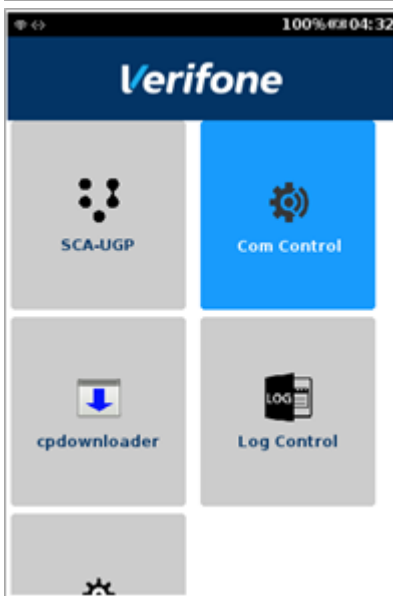 100% 04:32
Verifone
SCA-UGP
Com Control
LOG
cpdownloader
Log Control